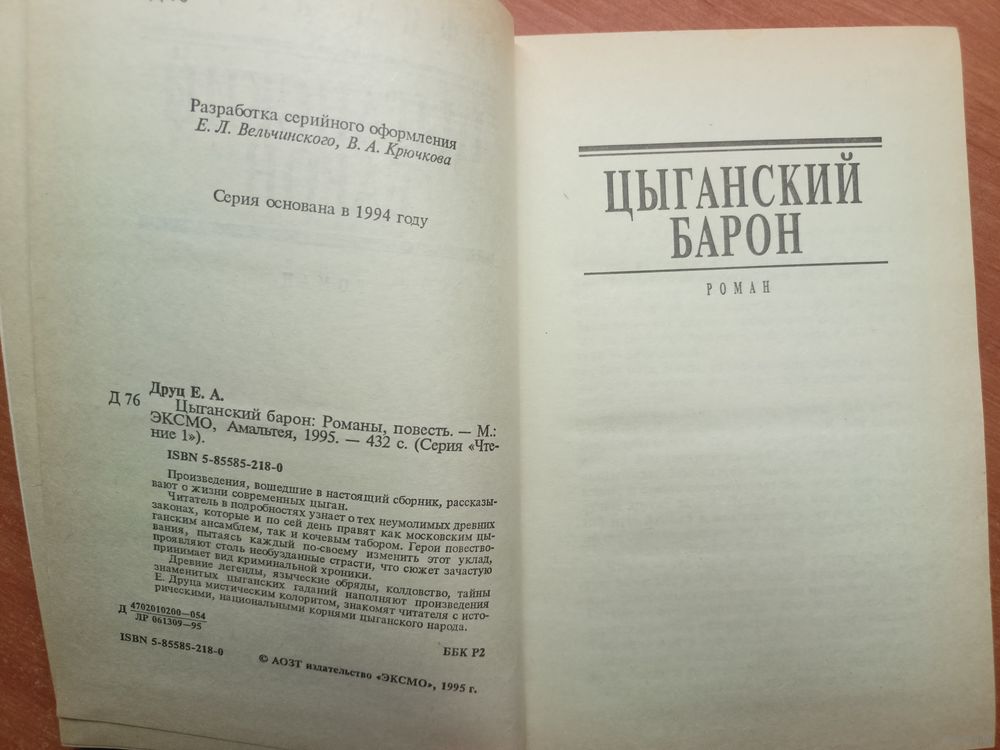 Разработка серийного оформления
Е. Л. Вельчинского, В. А. Крючкова
Серия основана в 1994 году
Друц Е. А.
Д 76
Цыганский барон: Романы, повесть. — М.:
ЭКСМО, Амальтея, 1995. — 432 с. (Серия «Чте-
ние 1»).
ISBN 5-85585-218-0
Произведения, вошедшие в настоящий сборник, рассказы-
вают о жизни современных цыган.
Читатель в подробностях узнает о тех неумолимых древних
законах, которые и по сей день правят как московским цы-
ганским ансамблем, так и кочевым табором. Герои повество-
вания, пытаясь каждый по-своему изменить этот уклад,
проявляют столь необузданные страсти, что сюжет зачастую
принимает вид криминальной хроники.
Древние легенды, языческие обряды, колдовство, тайны
знаменитых цыганских гаданий наполняют произведения
Е. Друца мистическим колоритом, знакомят читателя с исто-
рическими, национальными корнями цыганского народа.
Д 4702010200—054
ЛР 061309—95
ББК Р2
ISBN 5-85585-218-0
© АОЗТ издательство «ЭКСМО», 1995 г.
ЦЫГАНСКИЙ
БАРОН
РОМАН